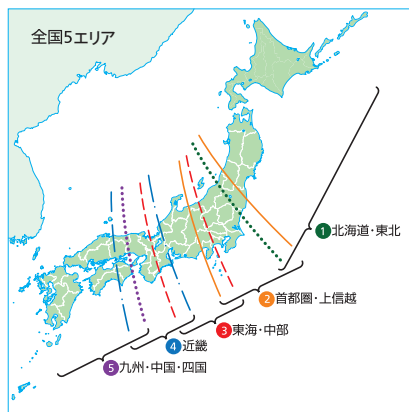 全国5エリア
1北海道・東北
2首都圏・上信越
3東海・中部
4近畿
5九州・中国・四国